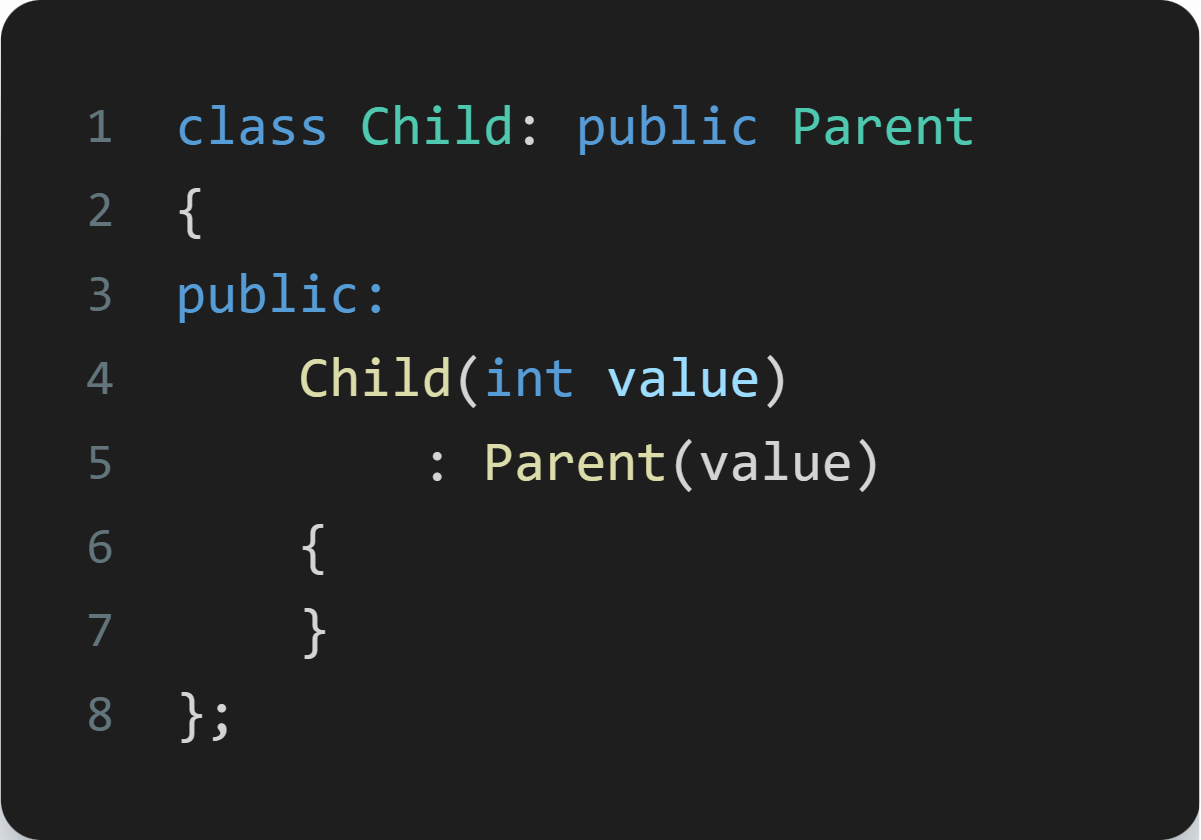 1 class Child: public Parent
2 {
3 public:
4     Child(int value)
5         : Parent(value)
6     {
7     }
8 };